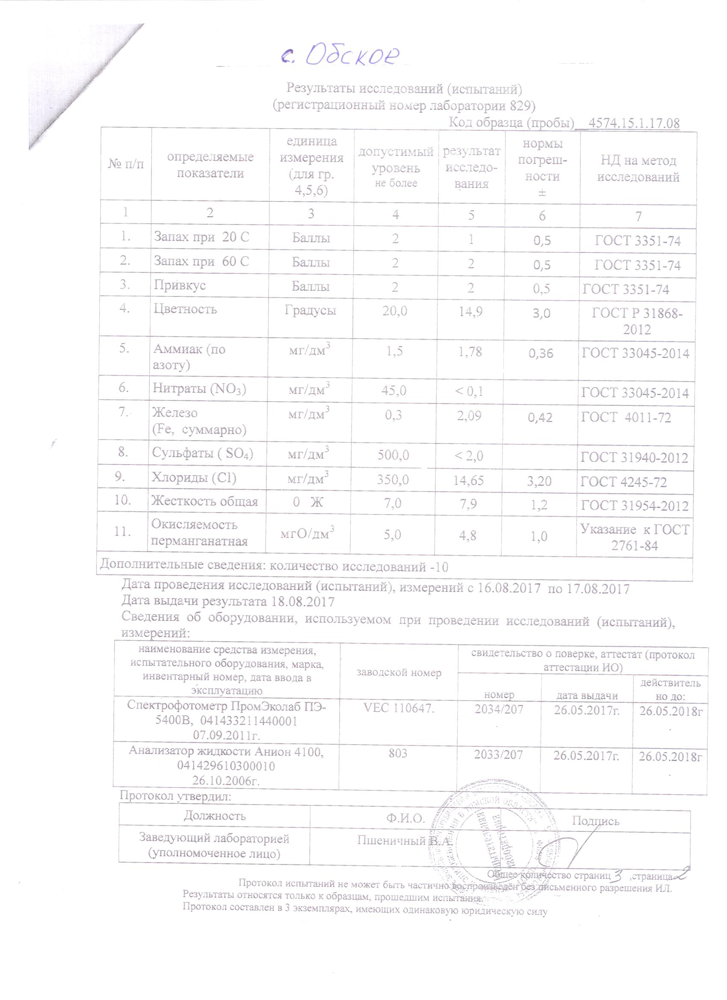 с. Обское
Результаты исследований (испытаний)
(регистрационный номер лаборатории 829)
Код образца (пробы) 4574.15.1.17.08
№ п/п определяемые показатели единица измерения (для гр. 4,5,6) допустимый уровень не более результат исследо-вания нормы погреш-ности ± НД на метод исследований
1 2 3 4 5 6 7
1. Запах при 20 С Баллы 2 1 0,5 ГОСТ 3351-74
2. Запах при 60 С Баллы 2 2 0,5 ГОСТ 3351-74
3. Привкус Баллы 2 2 0,5 ГОСТ 3351-74
4. Цветность Градусы 20,0 14,9 3,0 ГОСТ Р 31868-2012
5. Аммиак (по азоту) мг/дм³ 1,5 1,78 0,36 ГОСТ 33045-2014
6. Нитраты (NO₃) мг/дм³ 45,0 < 0,1 ГОСТ 33045-2014
7. Железо (Fe, суммарно) мг/дм³ 0,3 2,09 0,42 ГОСТ 4011-72
8. Сульфаты ( SO₄) мг/дм³ 500,0 < 2,0 ГОСТ 31940-2012
9. Хлориды (Cl) мг/дм³ 350,0 14,65 3,20 ГОСТ 4245-72
10. Жесткость общая 0 Ж 7,0 7,9 1,2 ГОСТ 31954-2012
11. Окисляемость перманганатная мгО/дм³ 5,0 4,8 1,0 Указание к ГОСТ 2761-84
Дополнительные сведения: количество исследований -10
Дата проведения исследований (испытаний), измерений с 16.08.2017 по 17.08.2017
Дата выдачи результата 18.08.2017
Сведения об оборудовании, используемом при проведении исследований (испытаний),
измерений:
наименование средства измерения, испытательного оборудования, марка, инвентарный номер, дата ввода в эксплуатацию заводской номер свидетельство о поверке, аттестат (протокол аттестации ИО)
номер дата выдачи действитель но до:
Спектрофотометр ПромЭколаб ПЭ- VEC 110647. 2034/207 26.05.2017г. 26.05.2018г
5400В, 041433211440001 .
07.09.2011г.
Анализатор жидкости Анион 4100, 803 2033/207 26.05.2017г. 26.05.2018г
041429610300010 .
26.10.2006г.
Протокол утвердил:
Должность Ф.И.О. Подпись
Заведующий лабораторией Пшеничный В.А.
(уполномоченное лицо)
Общее количество страниц 3 ,страница 2
Протокол испытаний не может быть частично воспроизведён без письменного разрешения ИЛ.
Результаты относятся только к образцам, прошедшим испытания.
Протокол составлен в 3 экземплярах, имеющих одинаковую юридическую силу